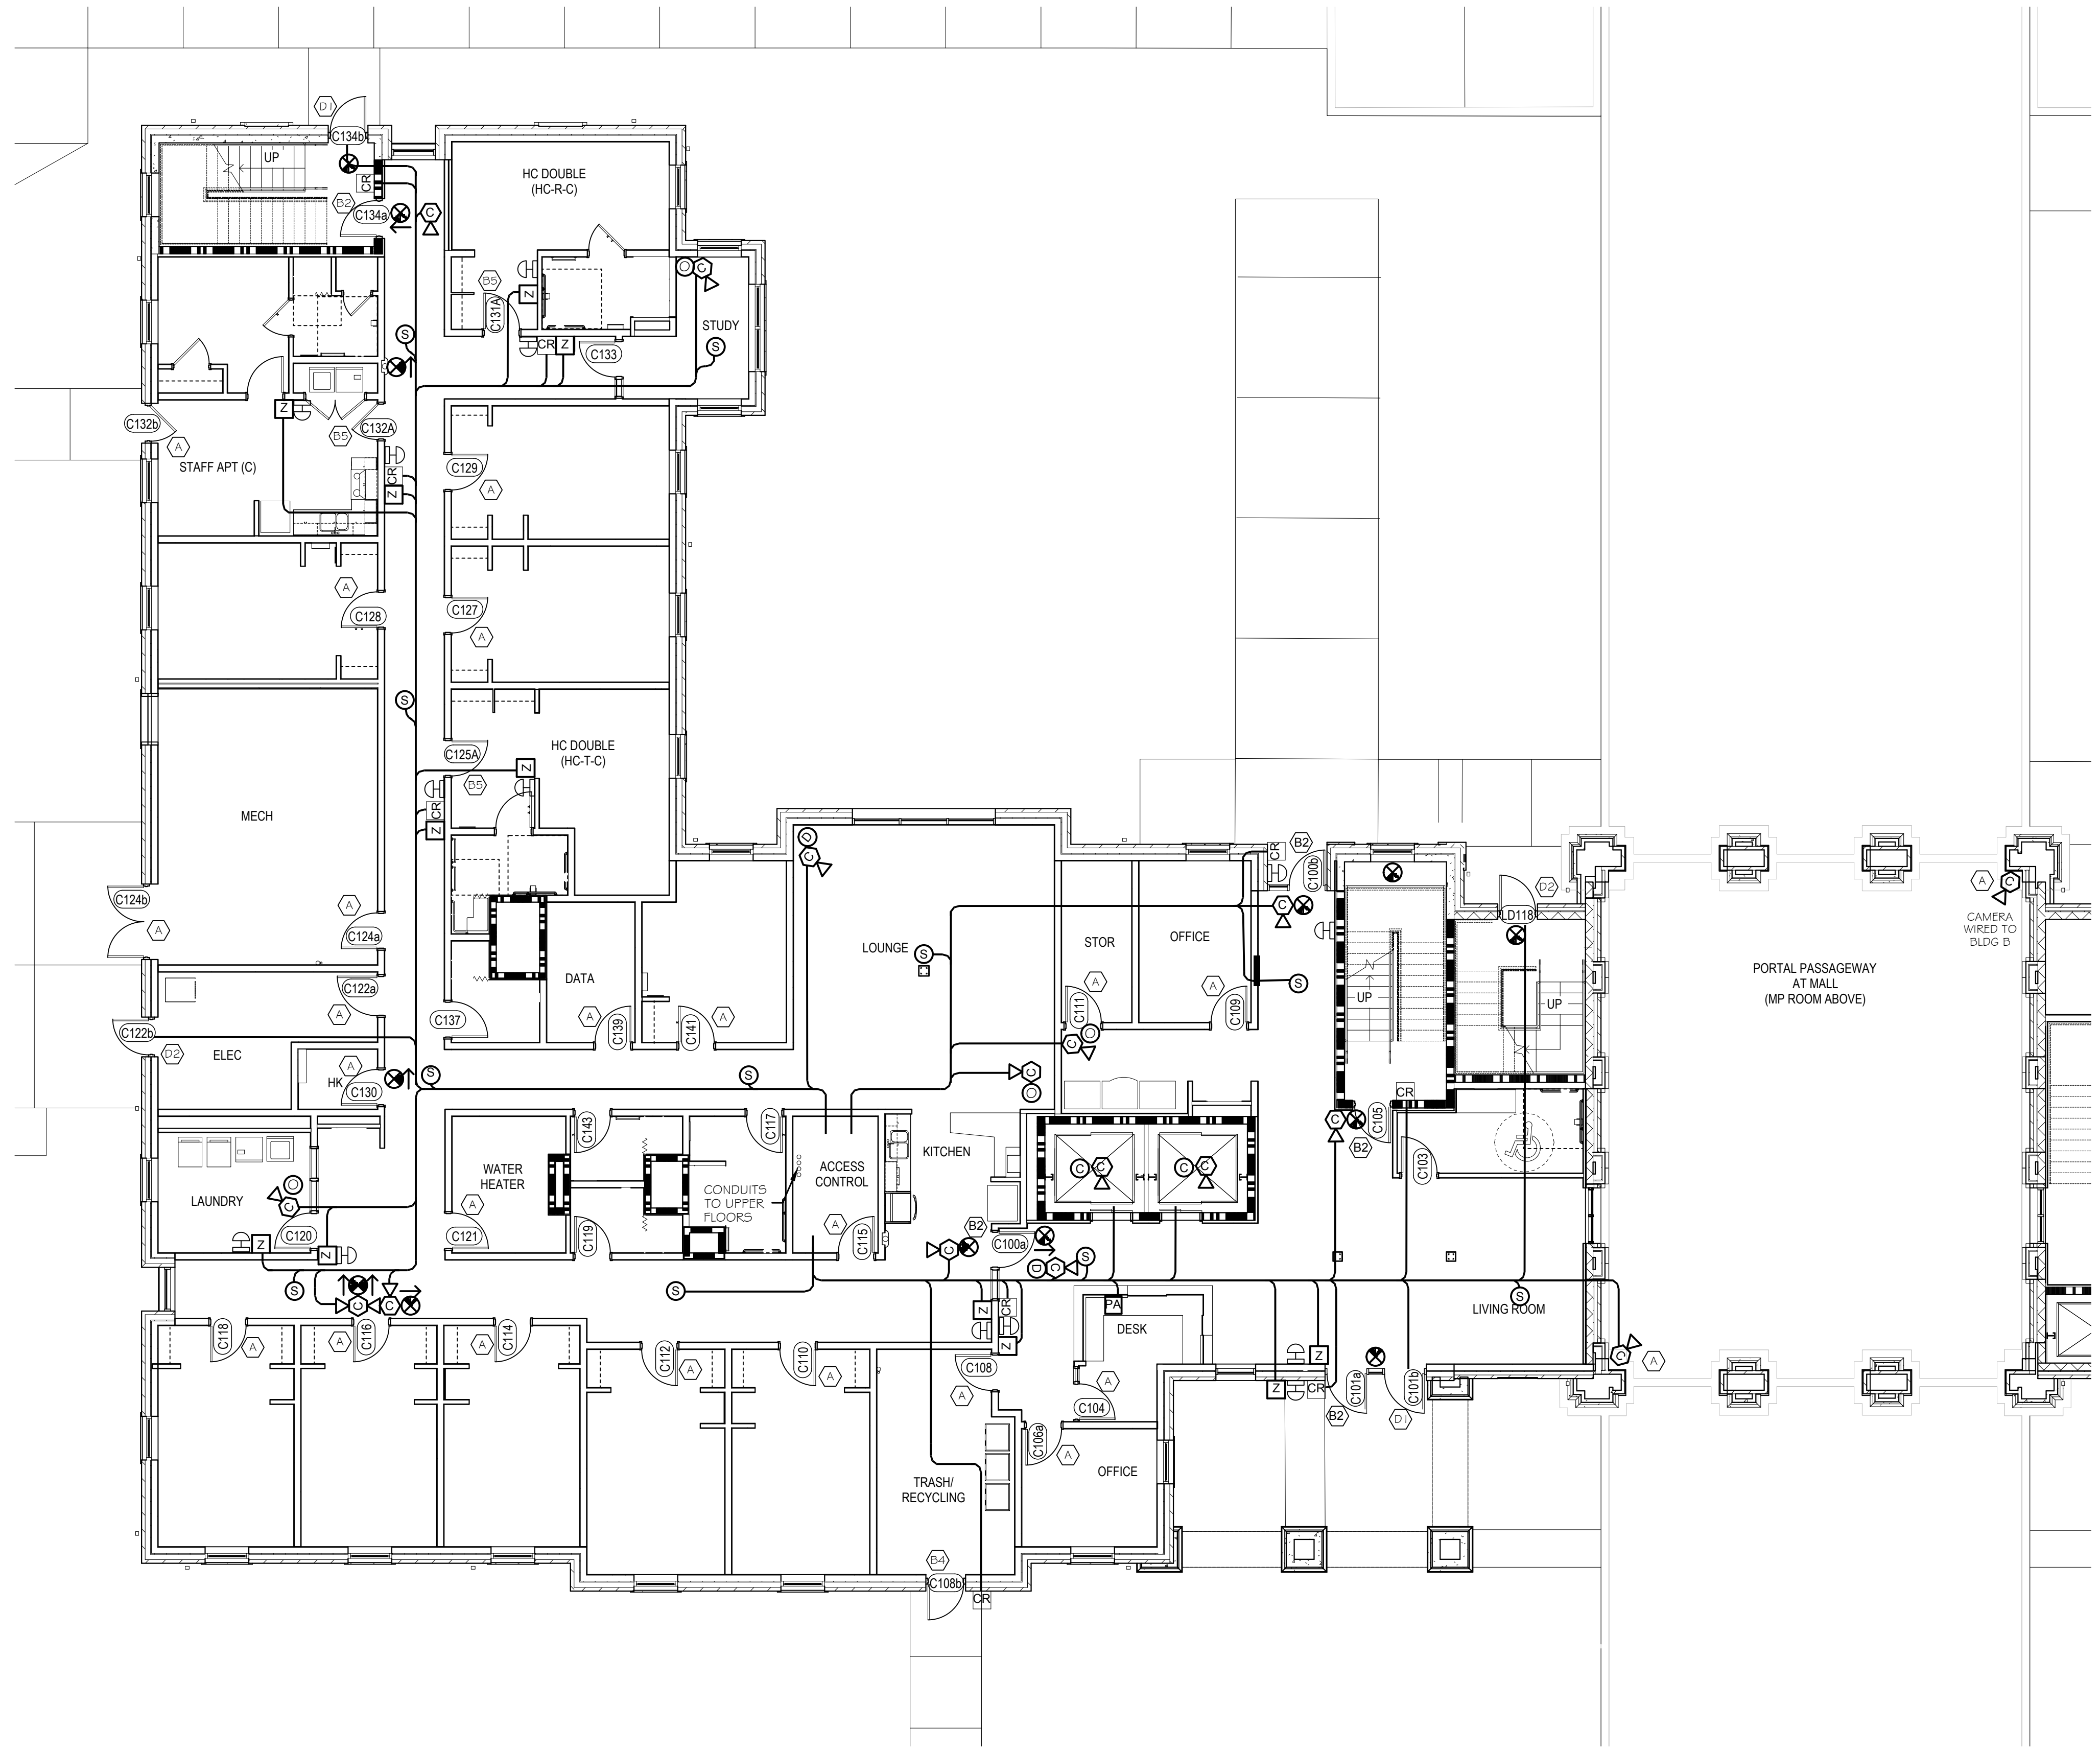 D1
C134b
UP
CR
B2
C134a
C
HC DOUBLE
(HC-R-C)
B5
C131A
Z
C
S
STUDY
S
CR
Z
C133
Z
C132b
C132A
B5
A
STAFF APT (C)
CR
Z
C129
A
A
C128
C127
A
S
C125A
HC DOUBLE
(HC-T-C)
Z
B5
CR
Z
MECH
D
C
CR
B2
C100b
C124b
A
A
C124a
C
D2
LD118
A
C
CAMERA
WIRED TO
BLDG B
LOUNGE
S
STOR
OFFICE
DATA
PORTAL PASSAGEWAY
AT MALL
(MP ROOM ABOVE)
C122a
A
S
A
C111
A
C109
UP
UP
C137
A
C139
C141
A
C122b
D2
ELEC
HK
A
C130
C
S
S
C
CR
C
C105
B2
C143
C117
WATER
HEATER
ACCESS
CONTROL
KITCHEN
C
C
C
C
C103
CONDUITS
TO UPPER
FLOORS
LAUNDRY
C
A
C121
C119
A
C115
B2
C100a
Z
C120
Z
C
D
C
S
S
C
C
S
Z
CR
Z
PA
DESK
S
LIVING ROOM
C118
A
A
C116
A
C114
C112
A
C110
A
C108
A
Z
C
A
Z
CR
C101a
C101b
B2
D1
A
C104
C106a
A
OFFICE
TRASH/
RECYCLING
B4
C108b
CR